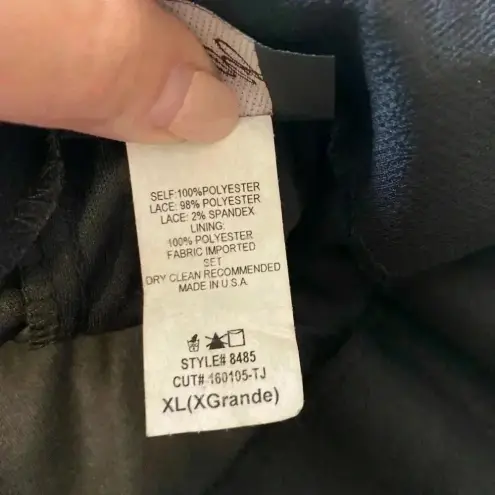 SELF:100%POLYESTER
LACE: 98% POLYESTER
LACE: 2% SPANDEX
LINING:
100% POLYESTER
FABRIC IMPORTED
SET
DRY CLEAN RECOMMENDED
MADE IN U.S.A.
STYLE# 8485
CUT# 160105-TJ
XL(XGrande)